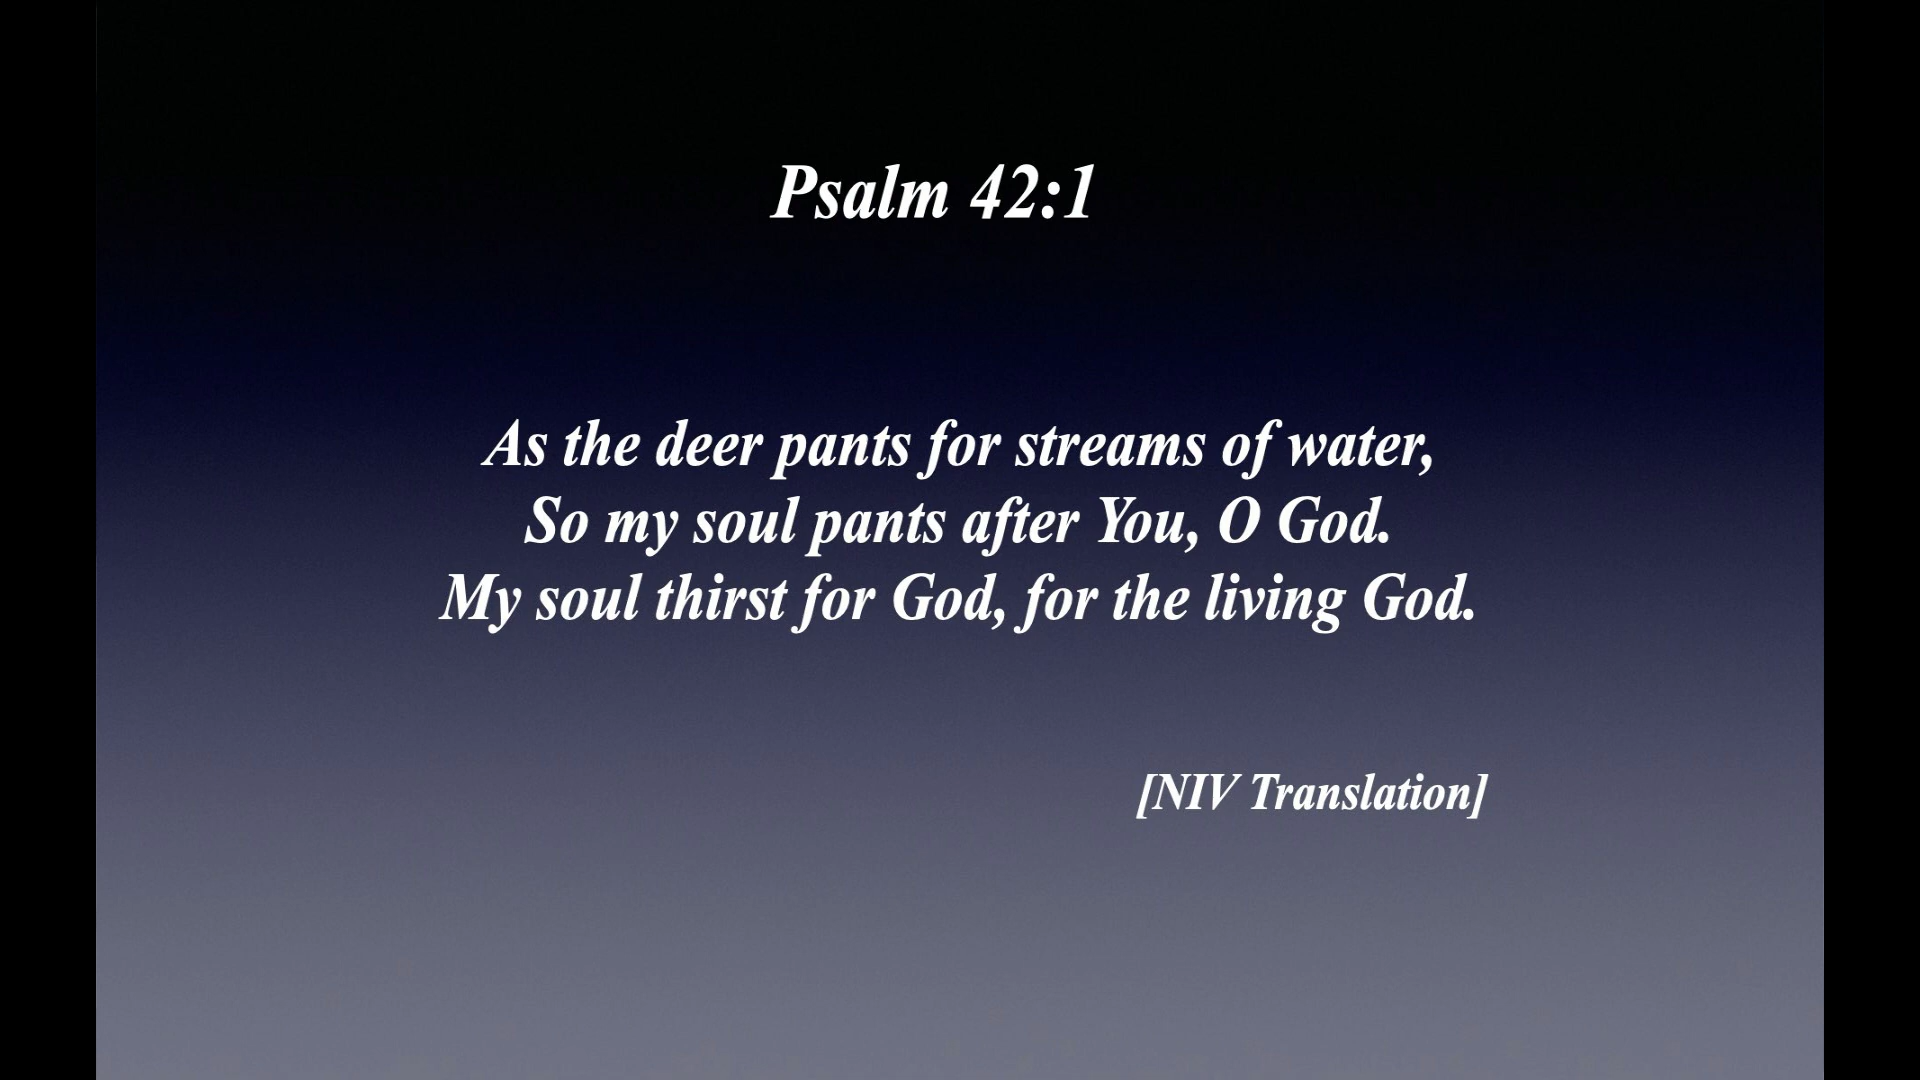 Psalm 42:1
As the deer pants for streams of water,
So my soul pants after You, O God.
My soul thirst for God, for the living God.
[NIV Translation]